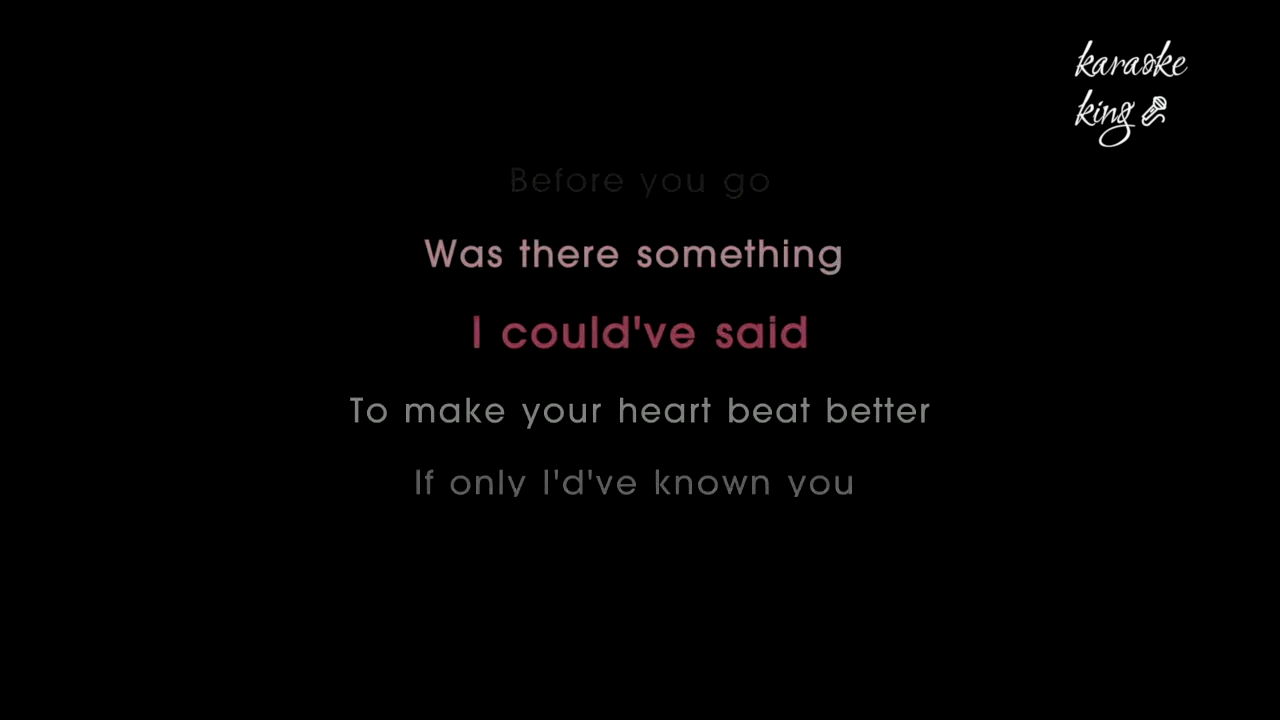 karaoke
king
Before you go
Was there something
I could've said
To make your heart beat better
If only I'd've known you